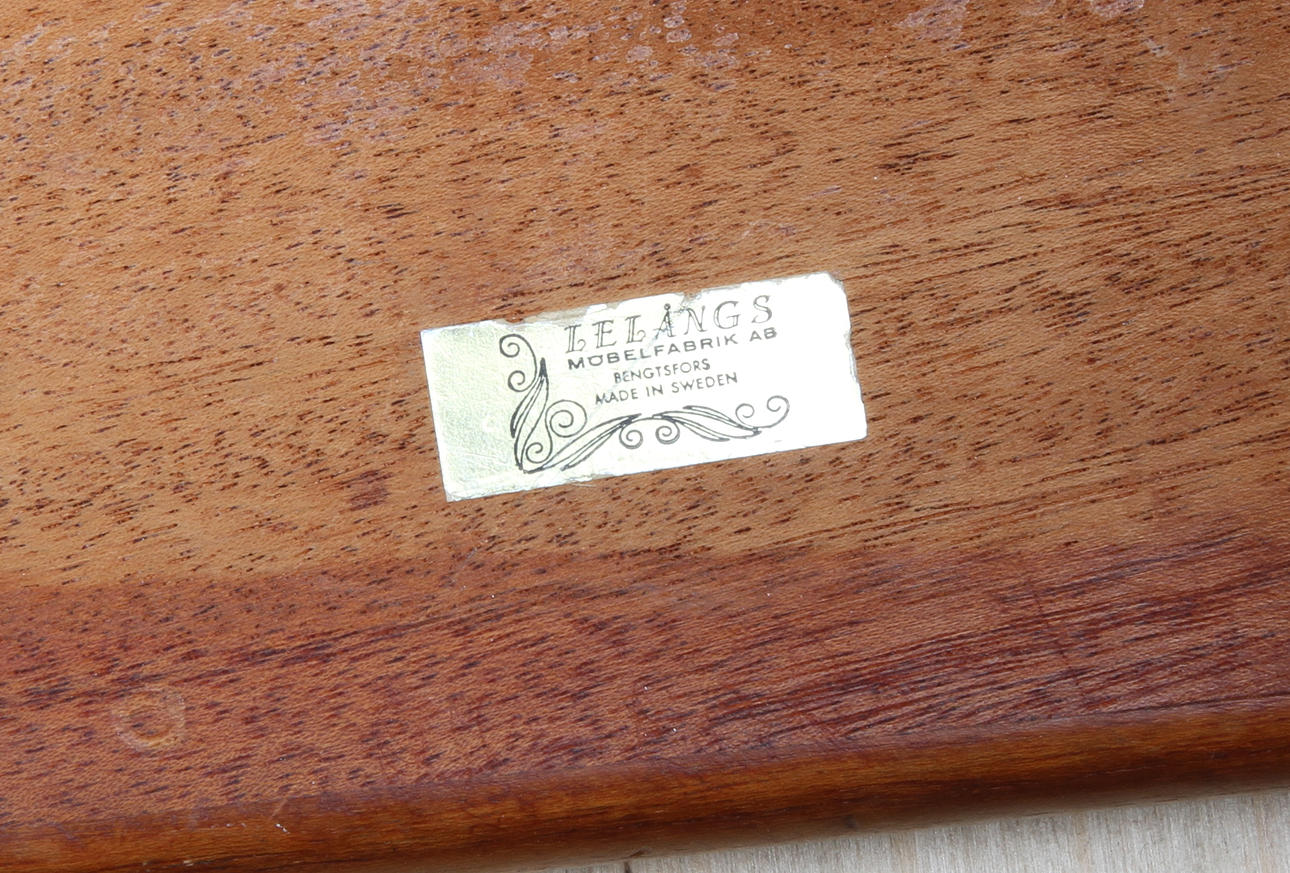 LELÅNGS
MÖBELFABRIK AB
BENGTSFORS
MADE IN SWEDEN